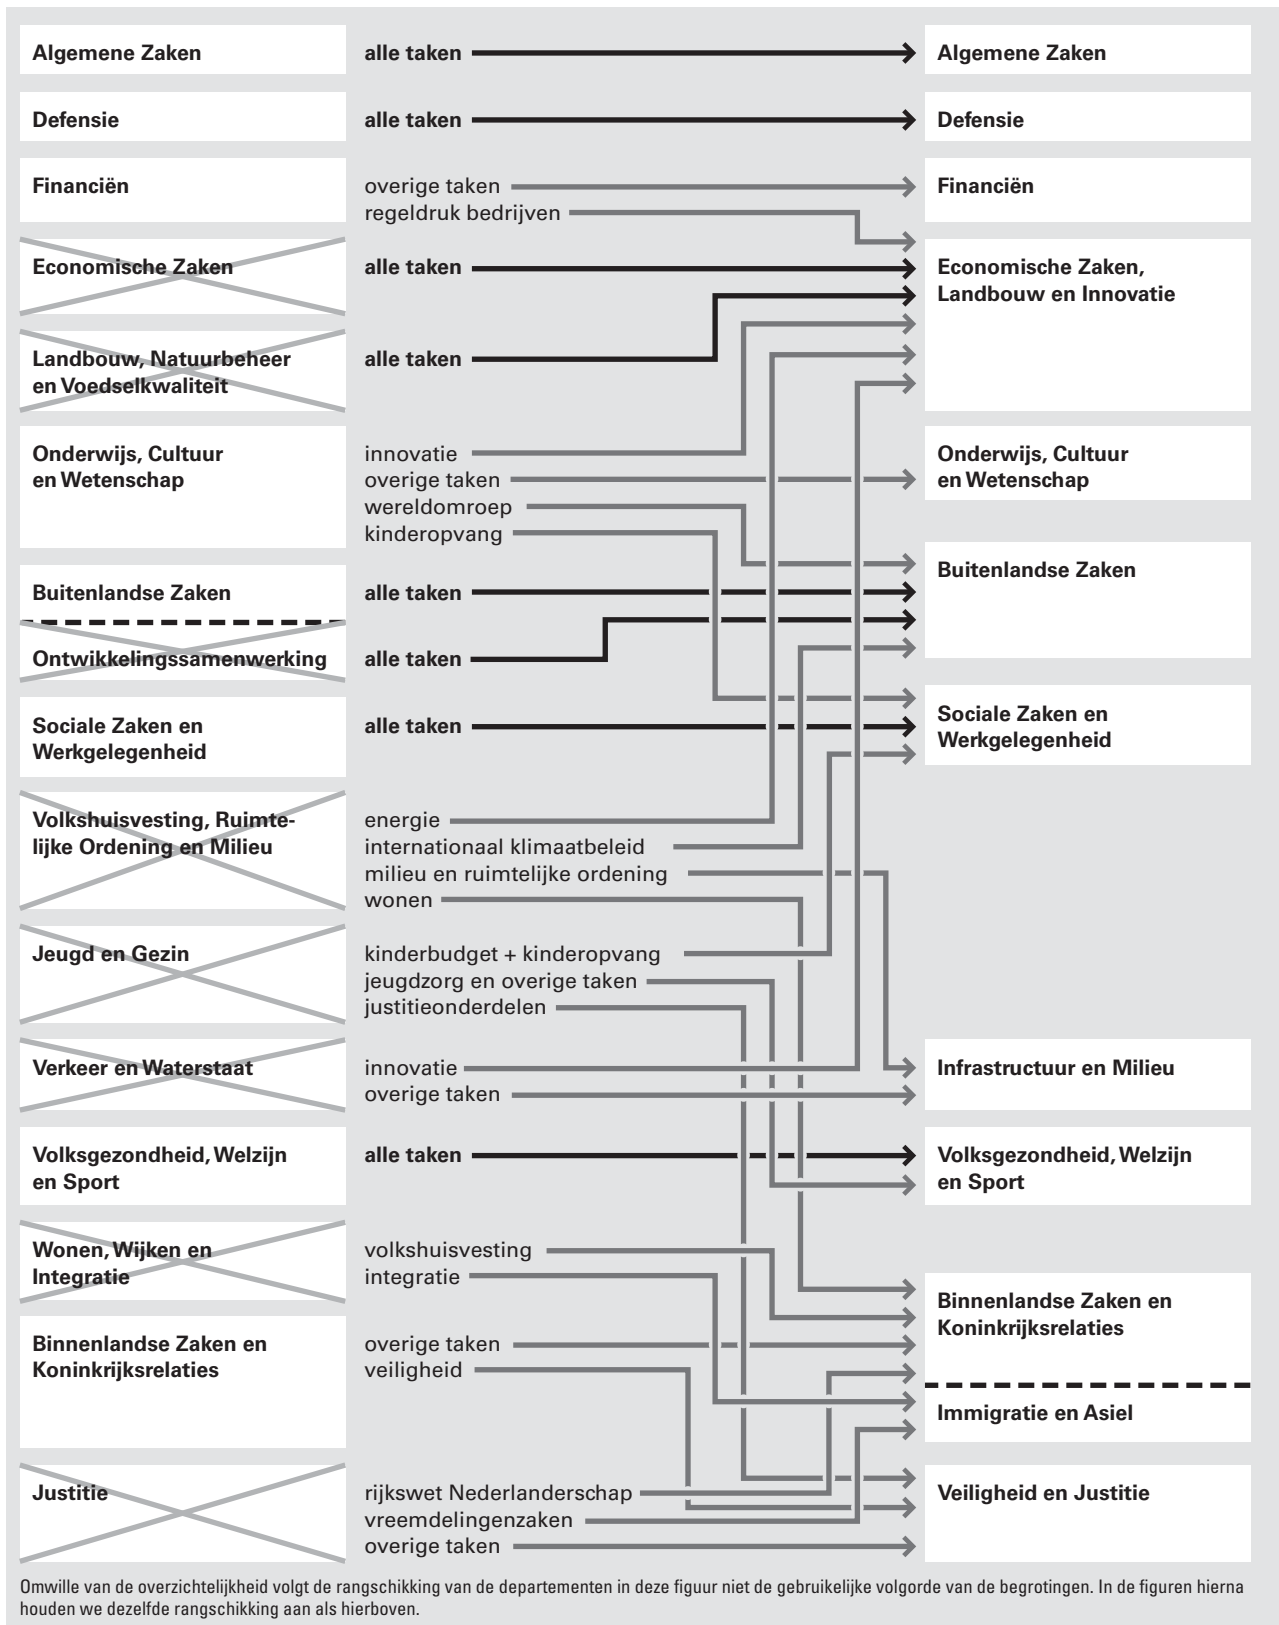 Algemene Zaken
alle taken
Algemene Zaken
Defensie
alle taken
Defensie
Financiën
overige taken
regeldruk bedrijven
Financiën
Economische Zaken
alle taken
Economische Zaken,
Landbouw en Innovatie
Landbouw, Natuurbeheer
en Voedselkwaliteit
alle taken
Onderwijs, Cultuur
en Wetenschap
innovatie
overige taken
wereldomroep
kinderopvang
Onderwijs, Cultuur
en Wetenschap
Buitenlandse Zaken
alle taken
Buitenlandse Zaken
Ontwikkelingssamenwerking
alle taken
Sociale Zaken en
Werkgelegenheid
alle taken
Sociale Zaken en
Werkgelegenheid
Volkshuisvesting, Ruimte-
lijke Ordening en Milieu
energie
internationaal klimaatbeleid
milieu en ruimtelijke ordening
wonen
Jeugd en Gezin
kinderbudget + kinderopvang
jeugdzorg en overige taken
justitieonderdelen
Verkeer en Waterstaat
innovatie
overige taken
Infrastructuur en Milieu
Volksgezondheid, Welzijn
en Sport
alle taken
Volksgezondheid, Welzijn
en Sport
Wonen, Wijken en
Integratie
volkshuisvesting
integratie
Binnenlandse Zaken en
Koninkrijksrelaties
Binnenlandse Zaken en
Koninkrijksrelaties
overige taken
veiligheid
Immigratie en Asiel
Justitie
rijkswet Nederlanderschap
vreemdelingenzaken
overige taken
Veiligheid en Justitie
Omwille van de overzichtelijkheid volgt de rangschikking van de departementen in deze figuur niet de gebruikelijke volgorde van de begrotingen. In de figuren hierna
houden we dezelfde rangschikking aan als hierboven.